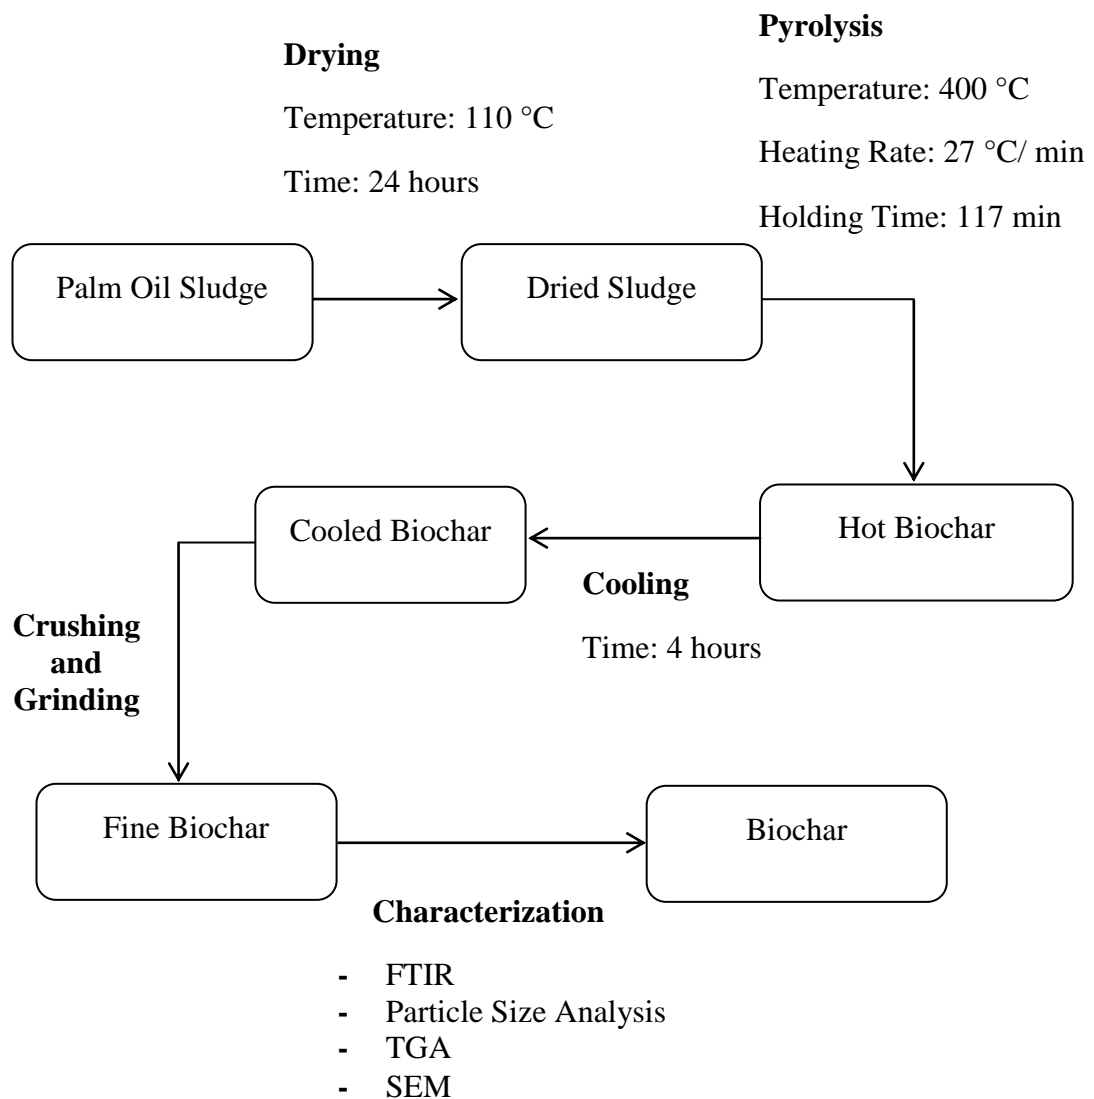 Pyrolysis
Drying
Temperature: 400 °C
Temperature: 110 °C
Heating Rate: 27 °C/ min
Time: 24 hours
Holding Time: 117 min
Palm Oil Sludge
Dried Sludge
Hot Biochar
Cooled Biochar
Cooling
Time: 4 hours
Crushing
and
Grinding
Fine Biochar
Biochar
Characterization
- FTIR
- Particle Size Analysis
- TGA
- SEM